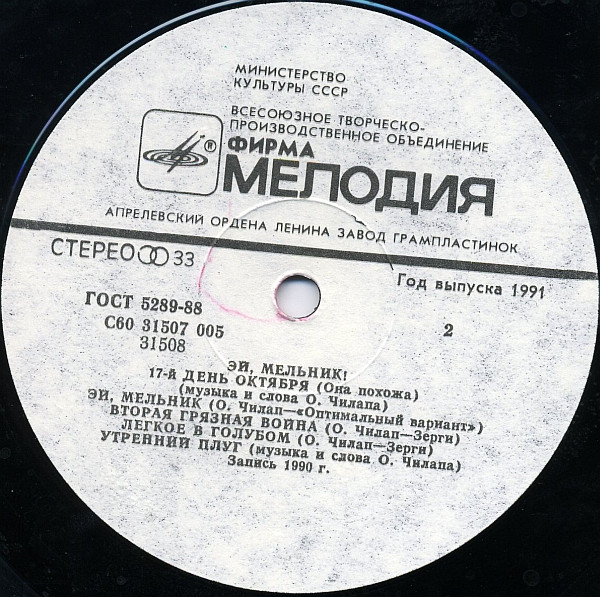 МИНИСТЕРСТВО
КУЛЬТУРЫ СССР
ВСЕСОЮЗНОЕ ТВОРЧЕСКО-
ПРОИЗВОДСТВЕННОЕ ОБЪЕДИНЕНИЕ
®
ФИРМА
МЕЛОДИЯ
АПРЕЛЕВСКИЙ ОРДЕНА ЛЕНИНА ЗАВОД ГРАМПЛАСТИНОК
СТЕРЕО 33
Год выпуска 1991
ГОСТ 5289-88
С60 31507 005
31508
2
ЭЙ, МЕЛЬНИК!
17-й ДЕНЬ ОКТЯБРЯ (Она похожа)
(музыка и слова О. Чилапа)
ЭЙ, МЕЛЬНИК (О. Чилап—«Оптимальный вариант»)
ВТОРАЯ ГРЯЗНАЯ ВОЙНА (О. Чилап—Зерги)
ЛЕГКОЕ В ГОЛУБОМ (О. Чилап—Зерги)
УТРЕННИЙ ПЛУГ (музыка и слова О. Чилапа)
Запись 1990 г.